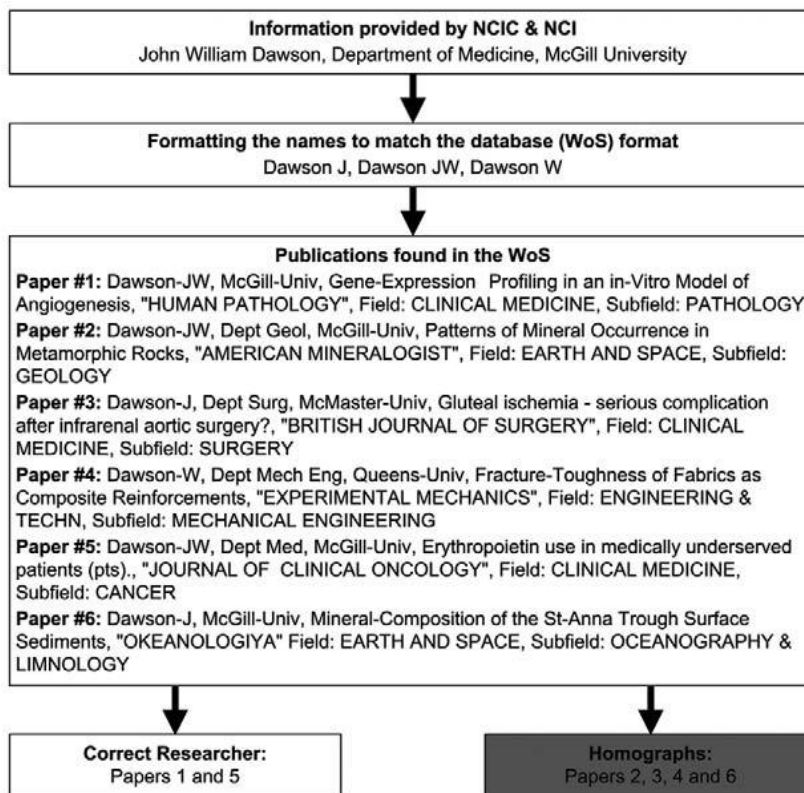 Information provided by NCIC & NCI
John William Dawson, Department of Medicine, McGill University
Formatting the names to match the database (WoS) format
Dawson J, Dawson JW, Dawson W
Publications found in the WoS
Paper #1: Dawson-JW, McGill-Univ, Gene-Expression Profiling in an in-Vitro Model of
Angiogenesis, "HUMAN PATHOLOGY", Field: CLINICAL MEDICINE, Subfield: PATHOLOGY
Paper #2: Dawson-JW, Dept Geol, McGill-Univ, Patterns of Mineral Occurrence in
Metamorphic Rocks, "AMERICAN MINERALOGIST", Field: EARTH AND SPACE, Subfield:
GEOLOGY
Paper #3: Dawson-J, Dept Surg, McMaster-Univ, Gluteal ischemia - serious complication
after infrarenal aortic surgery?, "BRITISH JOURNAL OF SURGERY", Field: CLINICAL
MEDICINE, Subfield: SURGERY
Paper #4: Dawson-W, Dept Mech Eng, Queens-Univ, Fracture-Toughness of Fabrics as
Composite Reinforcements, "EXPERIMENTAL MECHANICS", Field: ENGINEERING &
TECHN, Subfield: MECHANICAL ENGINEERING
Paper #5: Dawson-JW, Dept Med, McGill-Univ, Erythropoietin use in medically underserved
patients (pts)., "JOURNAL OF CLINICAL ONCOLOGY", Field: CLINICAL MEDICINE,
Subfield: CANCER
Paper #6: Dawson-J, McGill-Univ, Mineral-Composition of the St-Anna Trough Surface
Sediments, "OKEANOLOGIYA" Field: EARTH AND SPACE, Subfield: OCEANOGRAPHY &
LIMNOLOGY
Correct Researcher:
Papers 1 and 5
Homographs:
Papers 2, 3, 4 and 6